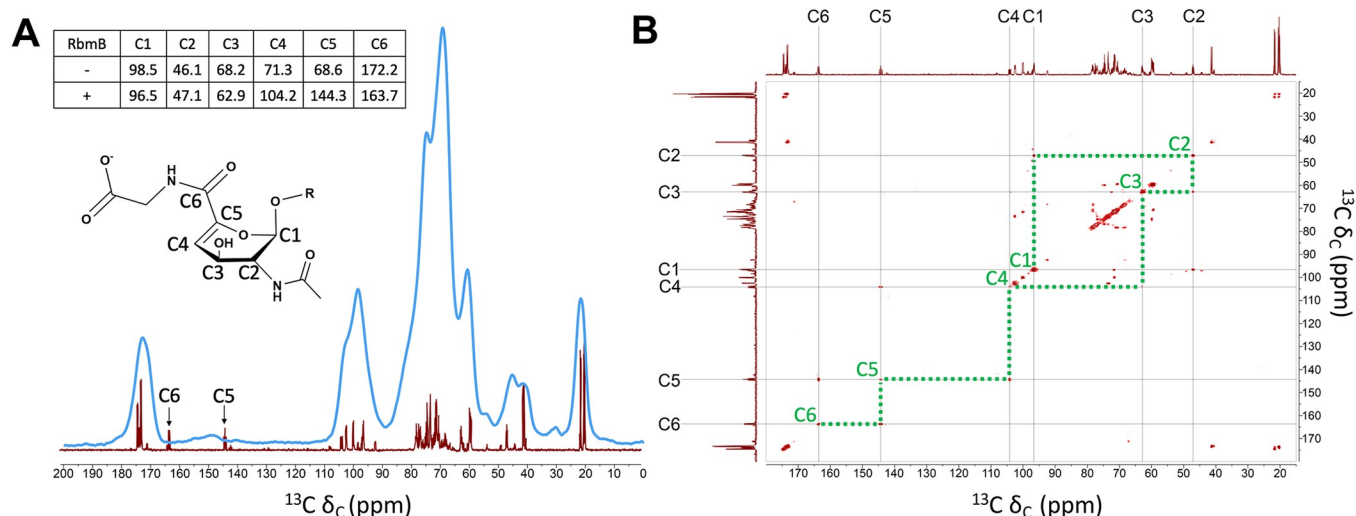 A
RbmB C1 C2 C3 C4 C5 C6
- 98.5 46.1 68.2 71.3 68.6 172.2
+ 96.5 47.1 62.9 104.2 144.3 163.7
O-
O
H
N
O
C6
C5
O
O
R
C4
OH
C1
C3
C2
N
H
O
C6
C5
200 190 180 170 160 150 140 130 120 110 100 90 80 70 60 50 40 30 20 10 0
13C δC (ppm)
B
C6 C5 C4 C1 C3 C2
C2
C3
C1
C4
C5
C6
C2
C3
C1
C4
C5
C6
20
30
40
50
60
70
80
90
100
110
120
130
140
150
160
170
13C δC (ppm)
170 160 150 140 130 120 110 100 90 80 70 60 50 40 30 20
13C δC (ppm)